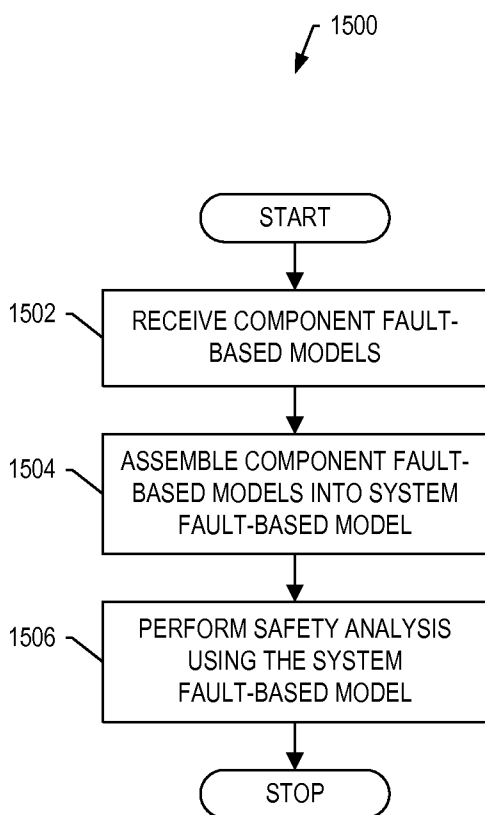 1500
START
1502
RECEIVE COMPONENT FAULT-
BASED MODELS
1504
ASSEMBLE COMPONENT FAULT-
BASED MODELS INTO SYSTEM
FAULT-BASED MODEL
1506
PERFORM SAFETY ANALYSIS
USING THE SYSTEM
FAULT-BASED MODEL
STOP